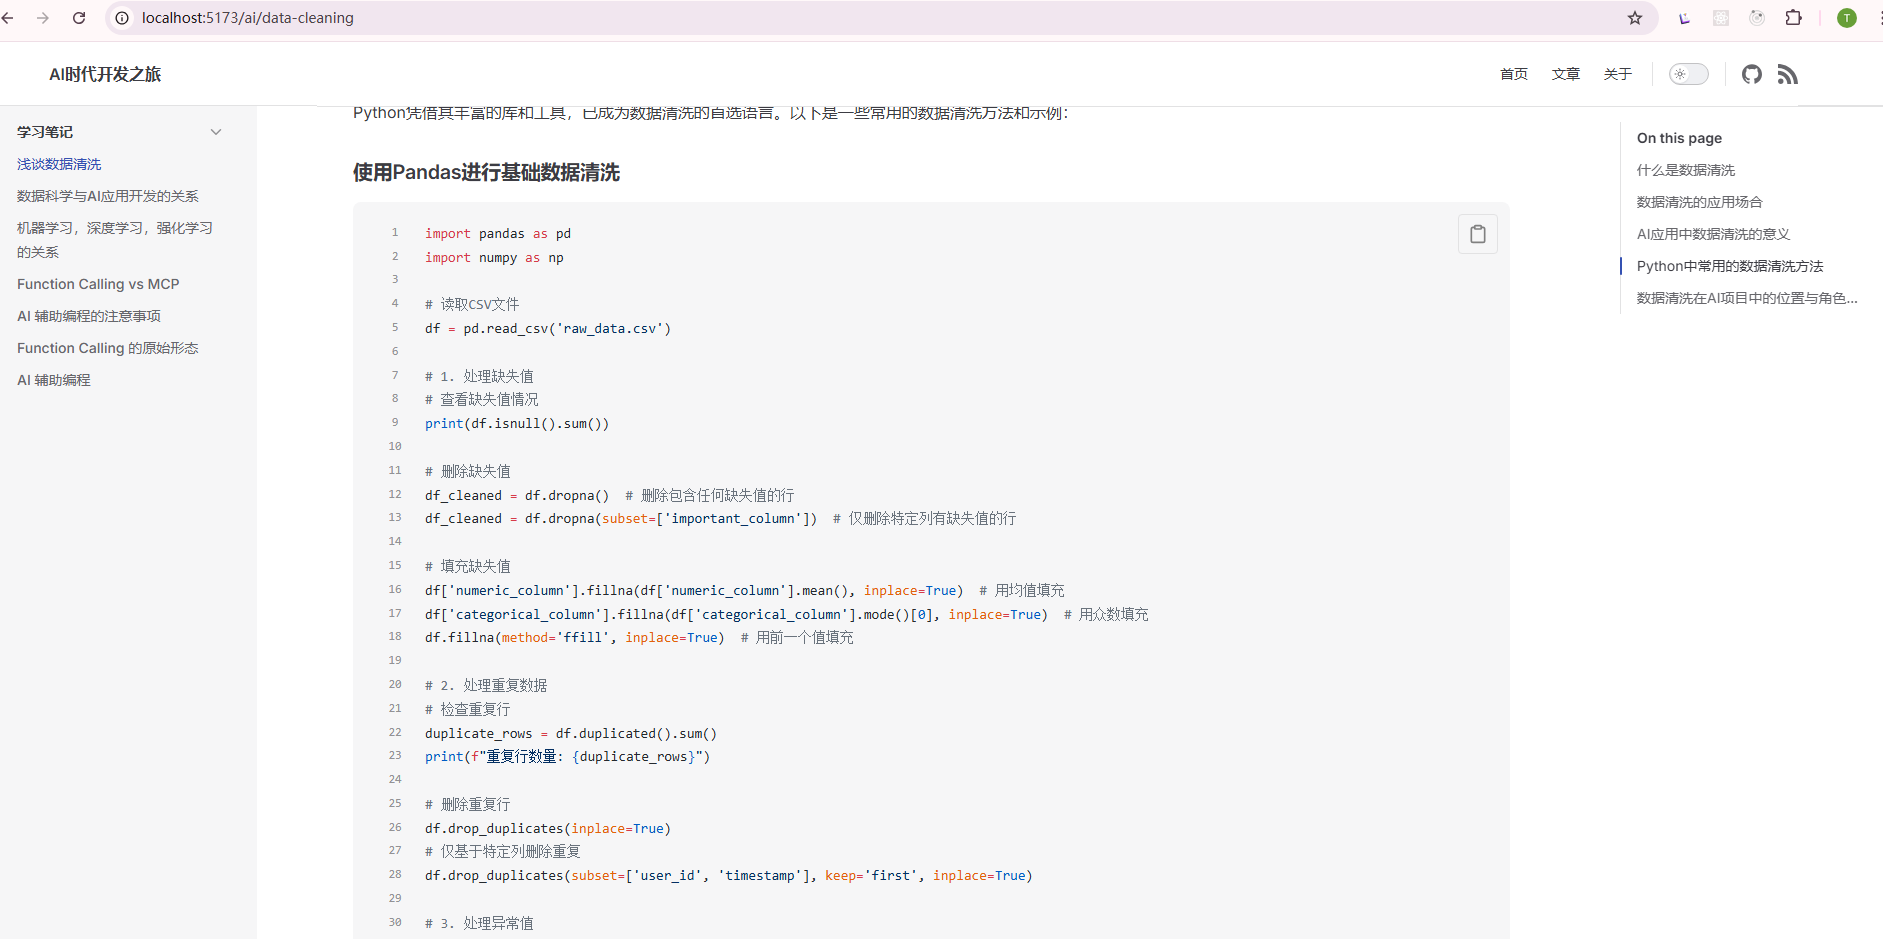 localhost:5173/ai/data-cleaning
T
AI时代开发之旅
首页 文章 关于
学习笔记
浅谈数据清洗
数据科学与AI应用开发的关系
机器学习，深度学习，强化学习
的关系
Function Calling vs MCP
AI 辅助编程的注意事项
Function Calling 的原始形态
AI 辅助编程
Python凭借其丰富的库和工具，已成为数据清洗的首选语言。以下是一些常用的数据清洗方法和示例：
使用Pandas进行基础数据清洗
1 import pandas as pd
2 import numpy as np
3
4 # 读取CSV文件
5 df = pd.read_csv('raw_data.csv')
6
7 # 1. 处理缺失值
8 # 查看缺失值情况
9 print(df.isnull().sum())
10
11 # 删除缺失值
12 df_cleaned = df.dropna()  # 删除包含任何缺失值的行
13 df_cleaned = df.dropna(subset=['important_column'])  # 仅删除特定列有缺失值的行
14
15 # 填充缺失值
16 df['numeric_column'].fillna(df['numeric_column'].mean(), inplace=True)  # 用均值填充
17 df['categorical_column'].fillna(df['categorical_column'].mode()[0], inplace=True)  # 用众数填充
18 df.fillna(method='ffill', inplace=True)  # 用前一个值填充
19
20 # 2. 处理重复数据
21 # 检查重复行
22 duplicate_rows = df.duplicated().sum()
23 print(f"重复行数量: {duplicate_rows}")
24
25 # 删除重复行
26 df.drop_duplicates(inplace=True)
27 # 仅基于特定列删除重复
28 df.drop_duplicates(subset=['user_id', 'timestamp'], keep='first', inplace=True)
29
30 # 3. 处理异常值
On this page
什么是数据清洗
数据清洗的应用场合
AI应用中数据清洗的意义
Python中常用的数据清洗方法
数据清洗在AI项目中的位置与角色...